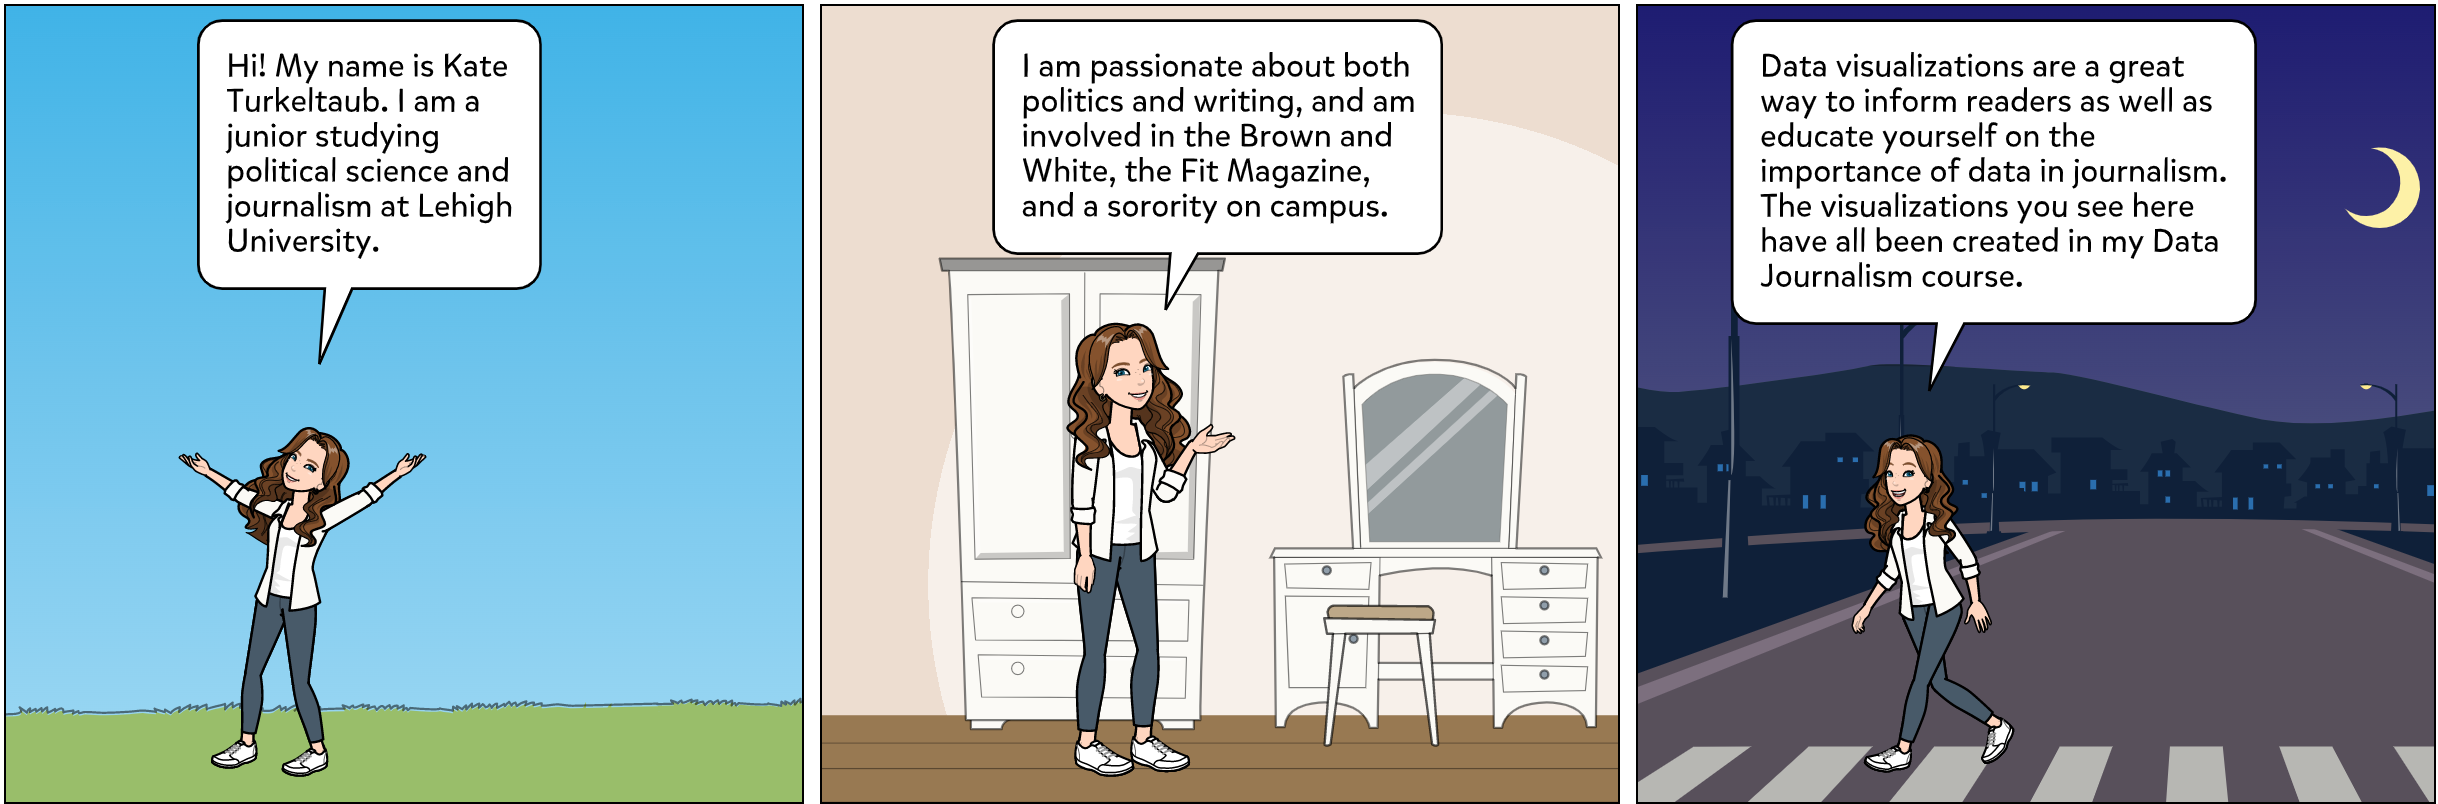 Hi! My name is Kate
Turkeltaub. I am a
junior studying
political science and
journalism at Lehigh
University.
I am passionate about both
politics and writing, and am
involved in the Brown and
White, the Fit Magazine,
and a sorority on campus.
Data visualizations are a great
way to inform readers as well as
educate yourself on the
importance of data in journalism.
The visualizations you see here
have all been created in my Data
Journalism course.